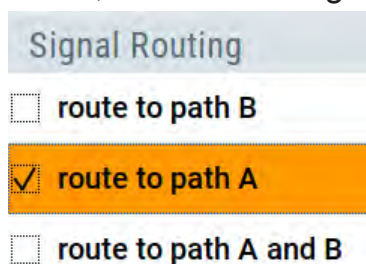 Signal Routing
route to path B
route to path A
route to path A and B